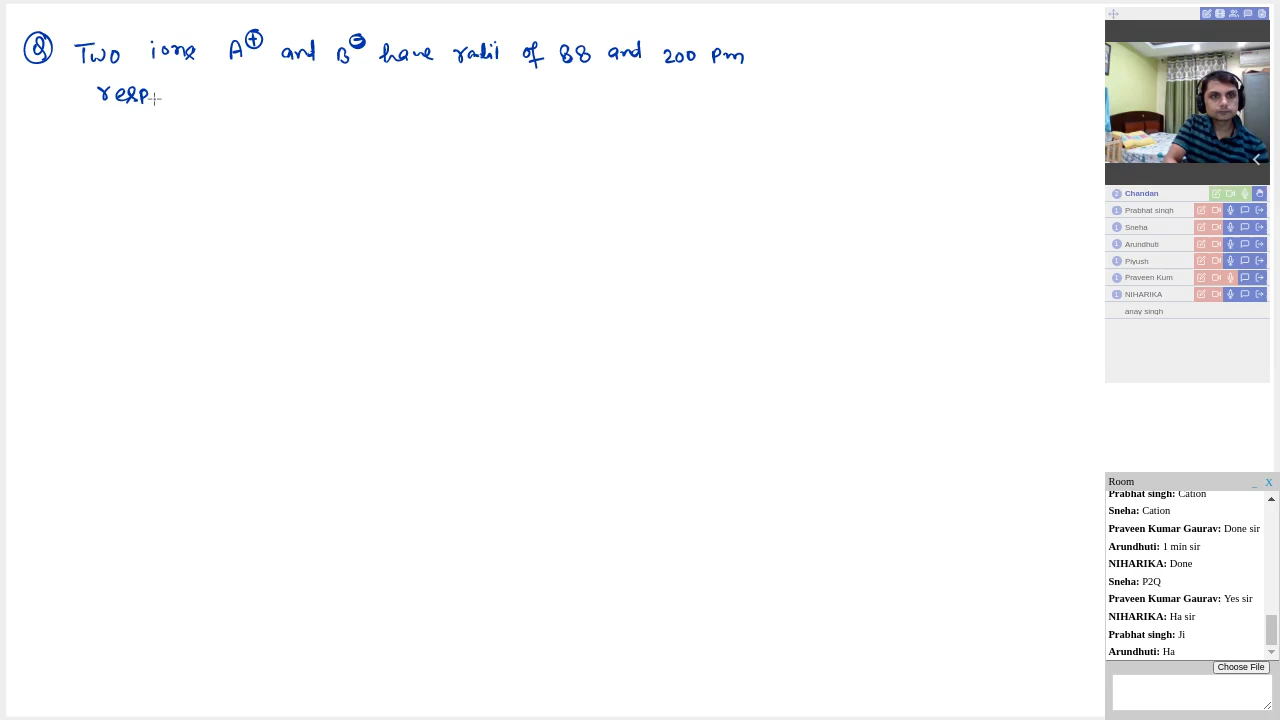 Q Two ions A⊕ and B⊖ have radii of 88 and 200 pm
resp
Chandan
Prabhat singh
Sneha
Arundhuti
Piyush
Praveen Kum
NIHARIKA
anay singh
Room _ X
Prabhat singh: Cation
Sneha: Cation
Praveen Kumar Gaurav: Done sir
Arundhuti: 1 min sir
NIHARIKA: Done
Sneha: P2Q
Praveen Kumar Gaurav: Yes sir
NIHARIKA: Ha sir
Prabhat singh: Ji
Arundhuti: Ha
Choose File